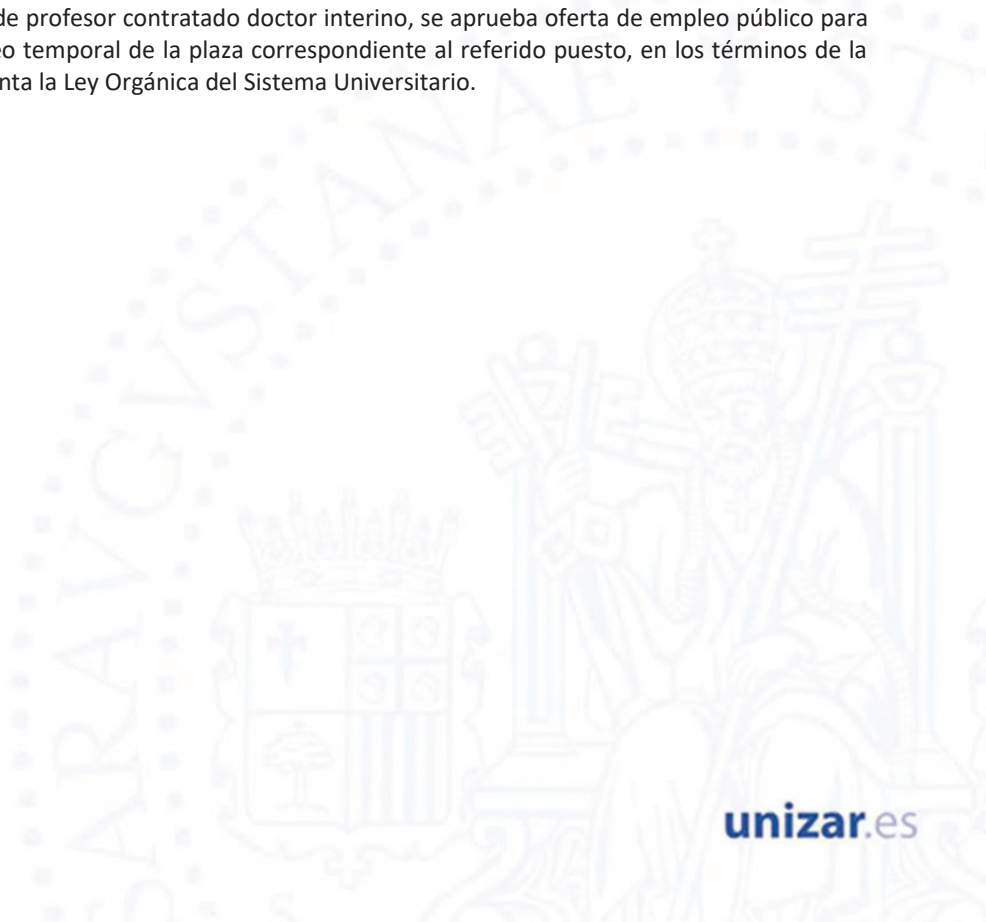 de profesor contratado doctor interino, se aprueba oferta de empleo público para
temporal de la plaza correspondiente al referido puesto, en los términos de la
la Ley Orgánica del Sistema Universitario.
unizar.es